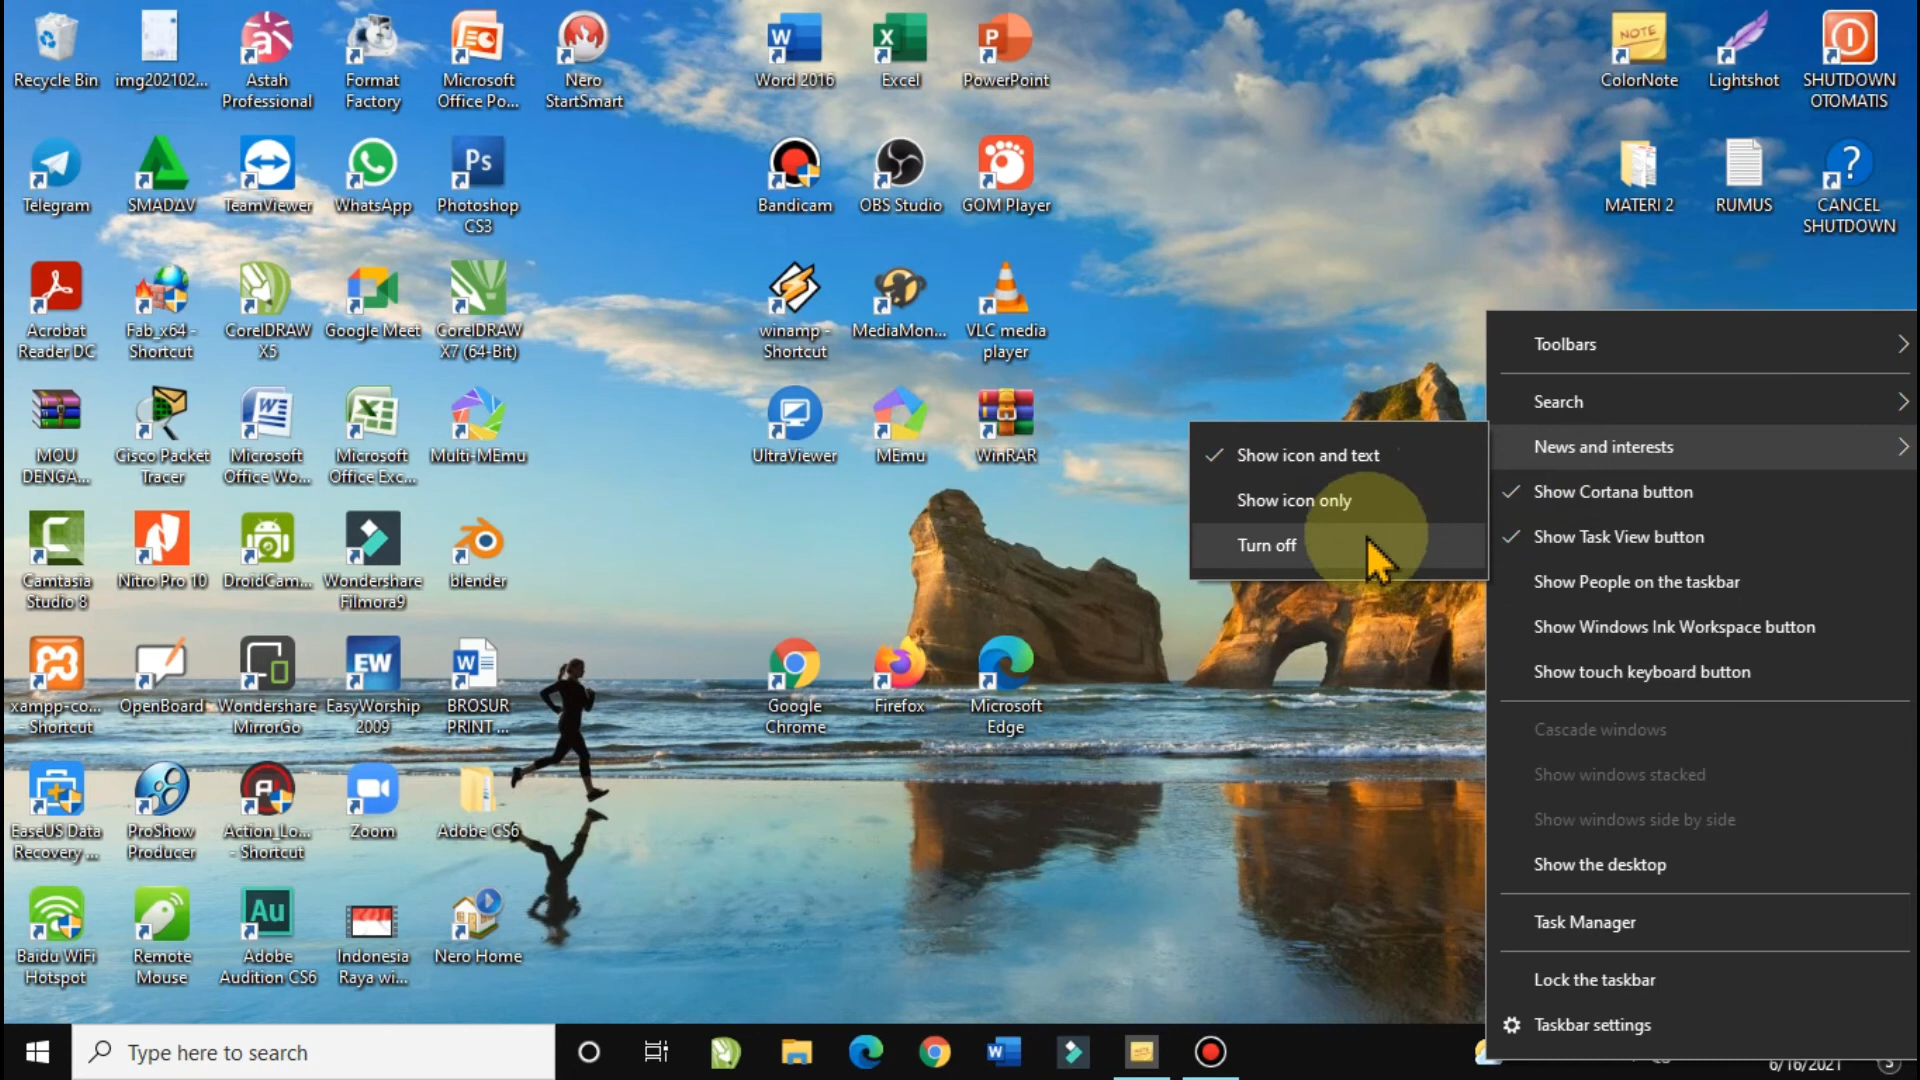 Recycle Bin
img202102...
Astah
Professional
Format
Factory
Microsoft
Office Po...
Nero
StartSmart
Word 2016
Excel
PowerPoint
ColorNote
Lightshot
SHUTDOWN
OTOMATIS
Telegram
SMADAV
TeamViewer
WhatsApp
Photoshop
CS3
Bandicam
OBS Studio
GOM Player
MATERI 2
RUMUS
CANCEL
SHUTDOWN
Acrobat
Reader DC
Fab_x64 -
Shortcut
CorelDRAW
X5
Google Meet
CorelDRAW
X7 (64-Bit)
winamp -
Shortcut
MediaMon...
VLC media
player
MOU
DENGA...
Cisco Packet
Tracer
Microsoft
Office Wo...
Microsoft
Office Exc...
Multi-MEmu
UltraViewer
MEmu
WinRAR
Camtasia
Studio 8
Nitro Pro 10
DroidCam...
Wondershare
Filmora9
blender
xampp-co...
- Shortcut
OpenBoard
Wondershare
MirrorGo
EasyWorship
2009
BROSUR
PRINT ...
Google
Chrome
Firefox
Microsoft
Edge
EaseUS Data
Recovery ...
ProShow
Producer
Action_Lo...
- Shortcut
Zoom
Adobe CS6
Baidu WiFi
Hotspot
Remote
Mouse
Adobe
Audition CS6
Indonesia
Raya wi...
Nero Home
Show icon and text
Show icon only
Turn off
Toolbars
Search
News and interests
Show Cortana button
Show Task View button
Show People on the taskbar
Show Windows Ink Workspace button
Show touch keyboard button
Cascade windows
Show windows stacked
Show windows side by side
Show the desktop
Task Manager
Lock the taskbar
Taskbar settings
Type here to search
6/16/2021
3